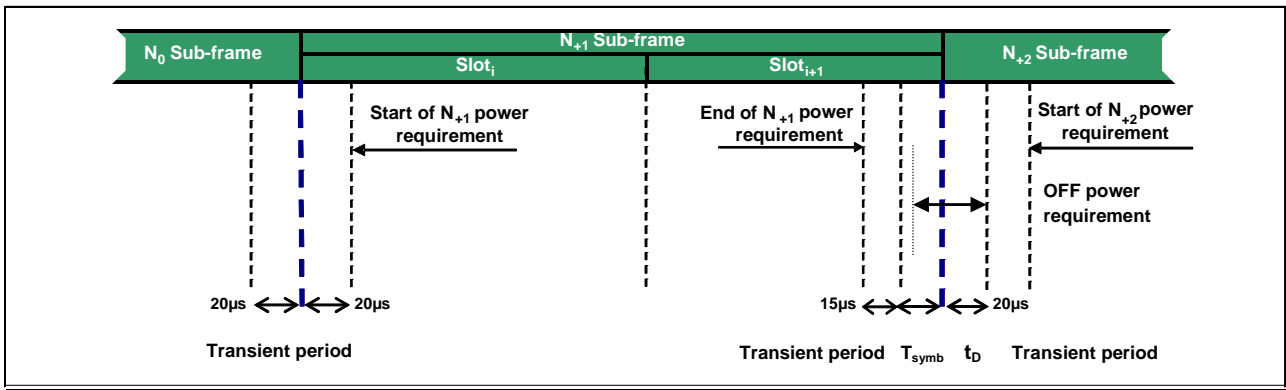 N₊₁ Sub-frame
N₀ Sub-frame
N₊₂ Sub-frame
Slotᵢ
Slotᵢ₊₁
Start of N₊₁ power
requirement
End of N₊₁ power
requirement
Start of N₊₂ power
requirement
OFF power
requirement
20µs
20µs
15µs
20µs
Transient period
Transient period
T_symb
t_D
Transient period